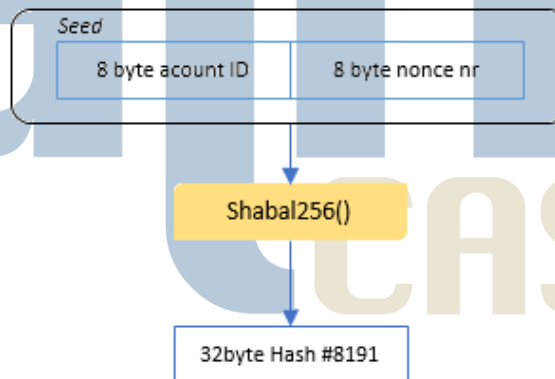 Seed
8 byte acount ID
8 byte nonce nr
Shabal256()
32byte Hash #8191